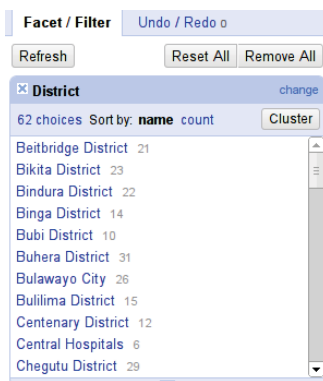 Facet / Filter Undo / Redo 0
Refresh Reset All Remove All
District change
62 choices Sort by: name count Cluster
Beitbridge District 21
Bikita District 23
Bindura District 22
Binga District 14
Bubi District 10
Buhera District 31
Bulawayo City 26
Bulilima District 15
Centenary District 12
Central Hospitals 6
Chegutu District 29